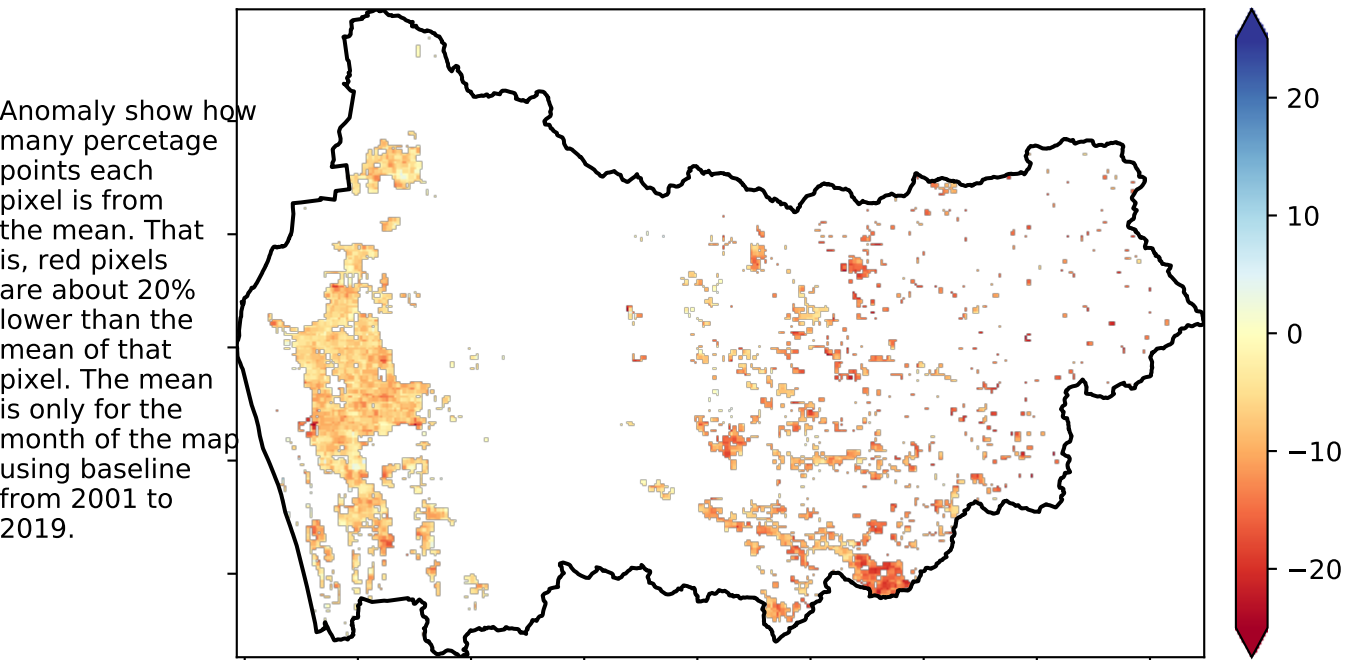 Anomaly show how
many percetage
points each
pixel is from
the mean. That
is, red pixels
are about 20%
lower than the
mean of that
pixel. The mean
is only for the
month of the map
using baseline
from 2001 to
2019.
20
10
0
−10
−20